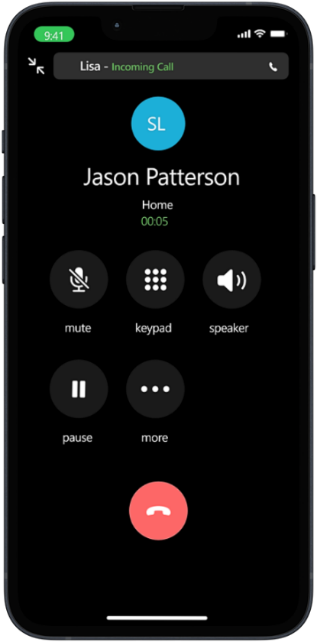 9:41
Lisa - Incoming Call
SL
Jason Patterson
Home
00:05
mute keypad speaker
pause more